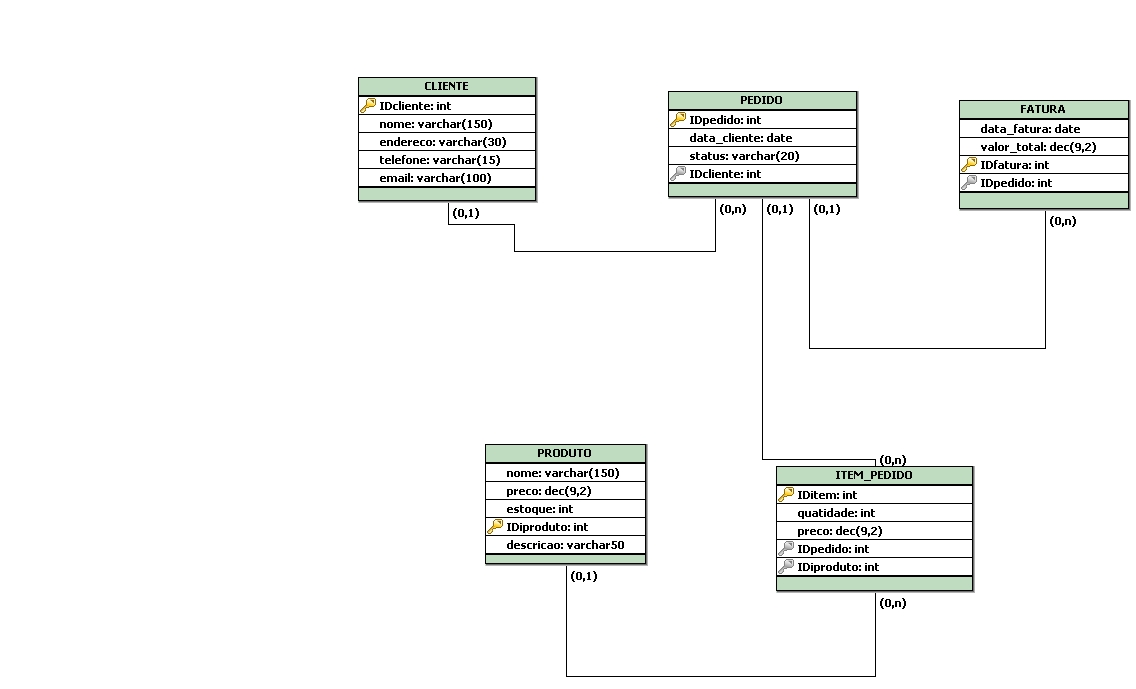 CLIENTE
IDcliente: int
nome: varchar(150)
endereco: varchar(30)
telefone: varchar(15)
email: varchar(100)
(0,1)
PEDIDO
IDpedido: int
data_cliente: date
status: varchar(20)
IDcliente: int
(0,n) (0,1) (0,1)
FATURA
data_fatura: date
valor_total: dec(9,2)
IDfatura: int
IDpedido: int
(0,n)
PRODUTO
nome: varchar(150)
preco: dec(9,2)
estoque: int
IDiproduto: int
descricao: varchar50
(0,1)
(0,n)
ITEM_PEDIDO
IDitem: int
quatidade: int
preco: dec(9,2)
IDpedido: int
IDiproduto: int
(0,n)